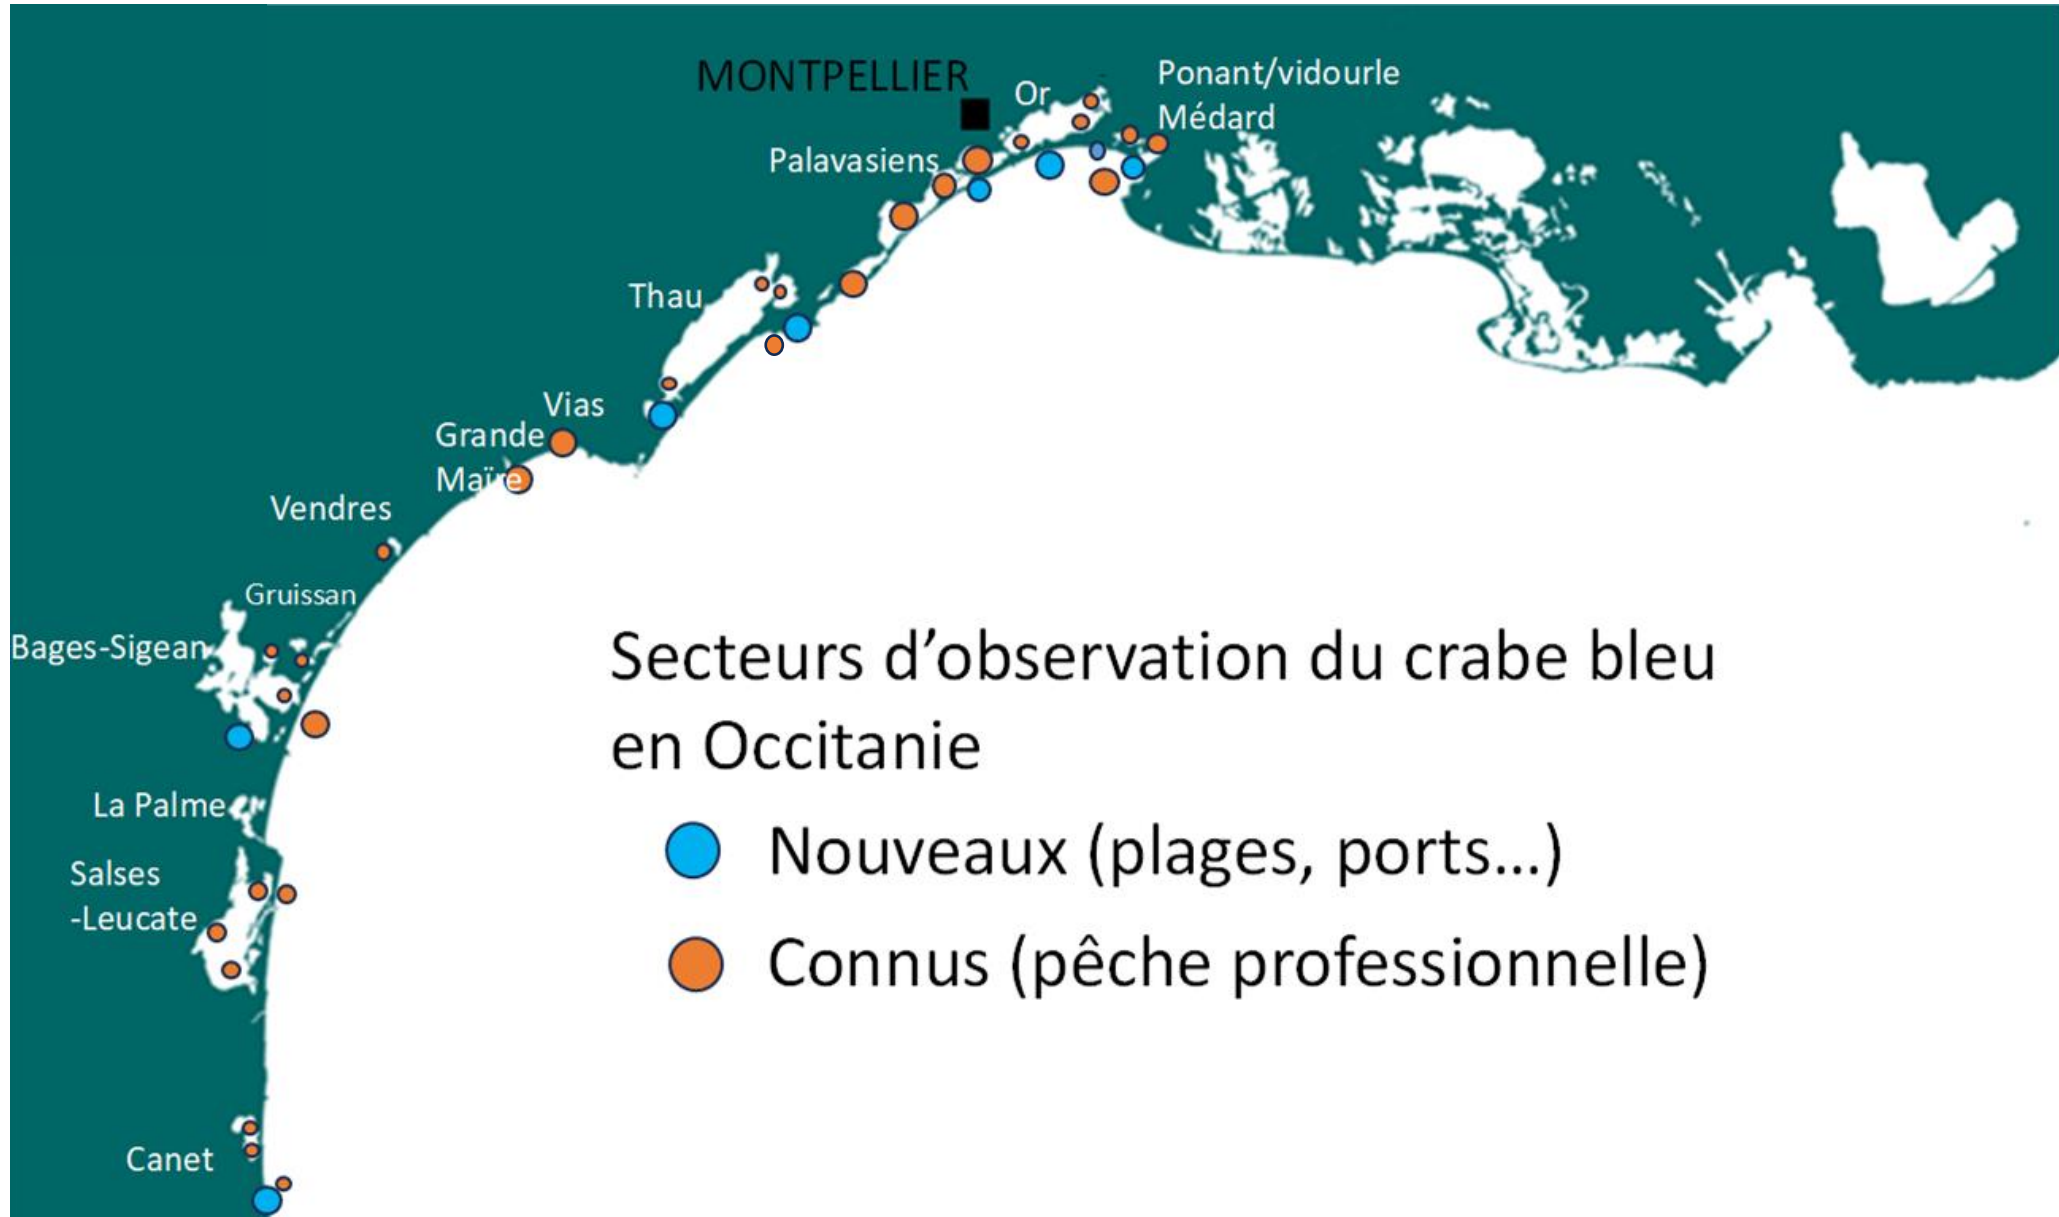 MONTPELLIER
Or
Ponant/vidourle
Médard
Palavasiens
Thau
Vias
Grande
Maïre
Vendres
Gruissan
Bages-Sigean
La Palme
Salses
-Leucate
Canet
Secteurs d’observation du crabe bleu
en Occitanie
Nouveaux (plages, ports…)
Connus (pêche professionnelle)